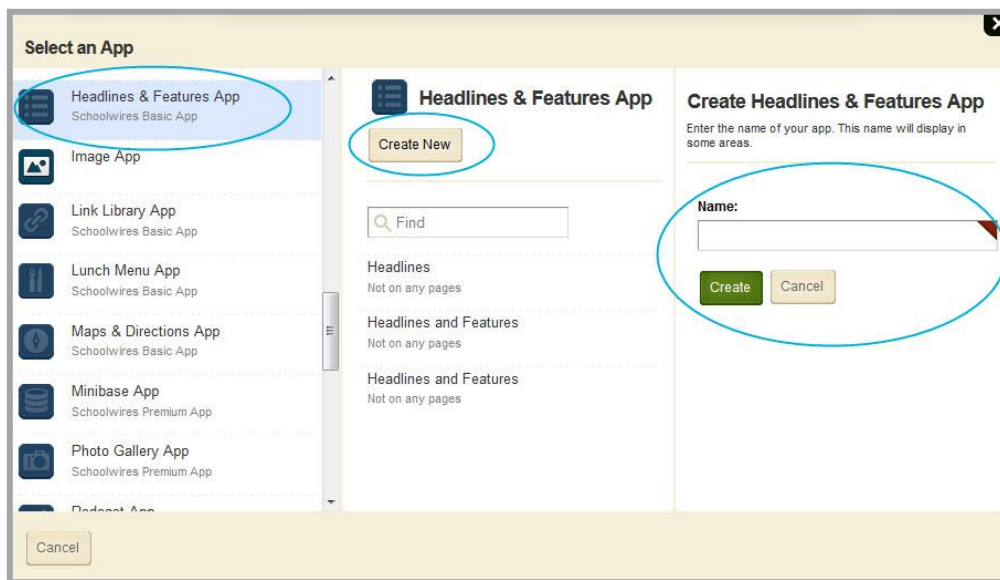 Select an App
Headlines & Features App
Schoolwires Basic App
Image App
Link Library App
Schoolwires Basic App
Lunch Menu App
Schoolwires Basic App
Maps & Directions App
Schoolwires Basic App
Minibase App
Schoolwires Premium App
Photo Gallery App
Schoolwires Premium App
Podcast App
Cancel
Headlines & Features App
Create New
Find
Headlines
Not on any pages
Headlines and Features
Not on any pages
Headlines and Features
Not on any pages
Create Headlines & Features App
Enter the name of your app. This name will display in
some areas.
Name:
Create Cancel